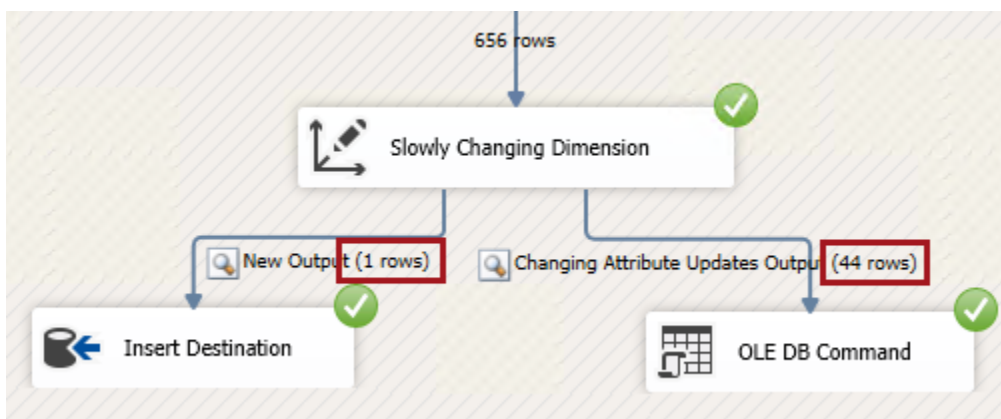 656 rows
Slowly Changing Dimension
New Output (1 rows)
Changing Attribute Updates Output (44 rows)
Insert Destination
OLE DB Command